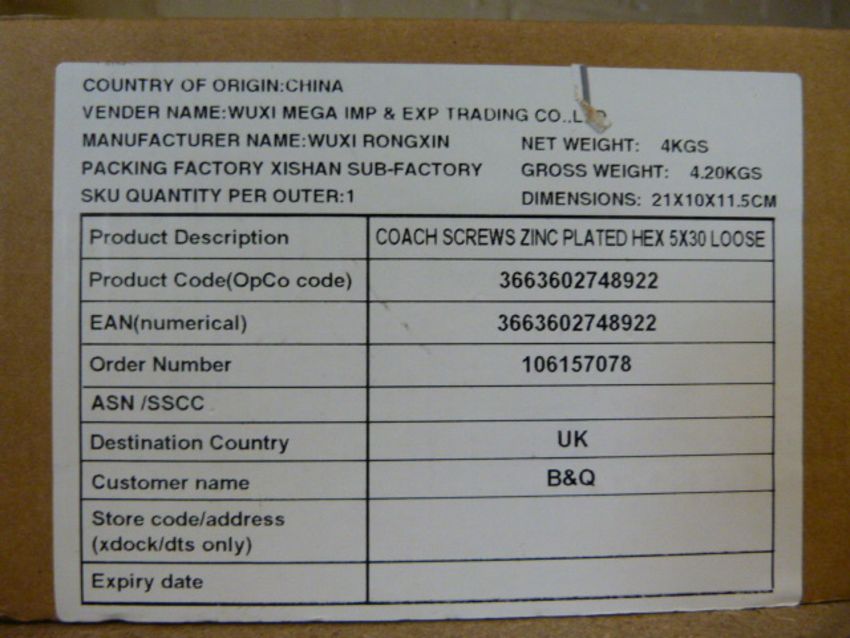 COUNTRY OF ORIGIN:CHINA
VENDER NAME:WUXI MEGA IMP & EXP TRADING CO..LTD
MANUFACTURER NAME:WUXI RONGXIN
NET WEIGHT: 4KGS
PACKING FACTORY XISHAN SUB-FACTORY
GROSS WEIGHT: 4.20KGS
SKU QUANTITY PER OUTER:1
DIMENSIONS: 21X10X11.5CM
Product Description COACH SCREWS ZINC PLATED HEX 5X30 LOOSE
Product Code(OpCo code) 3663602748922
EAN(numerical) 3663602748922
Order Number 106157078
ASN /SSCC
Destination Country UK
Customer name B&Q
Store code/address
(xdock/dts only)
Expiry date